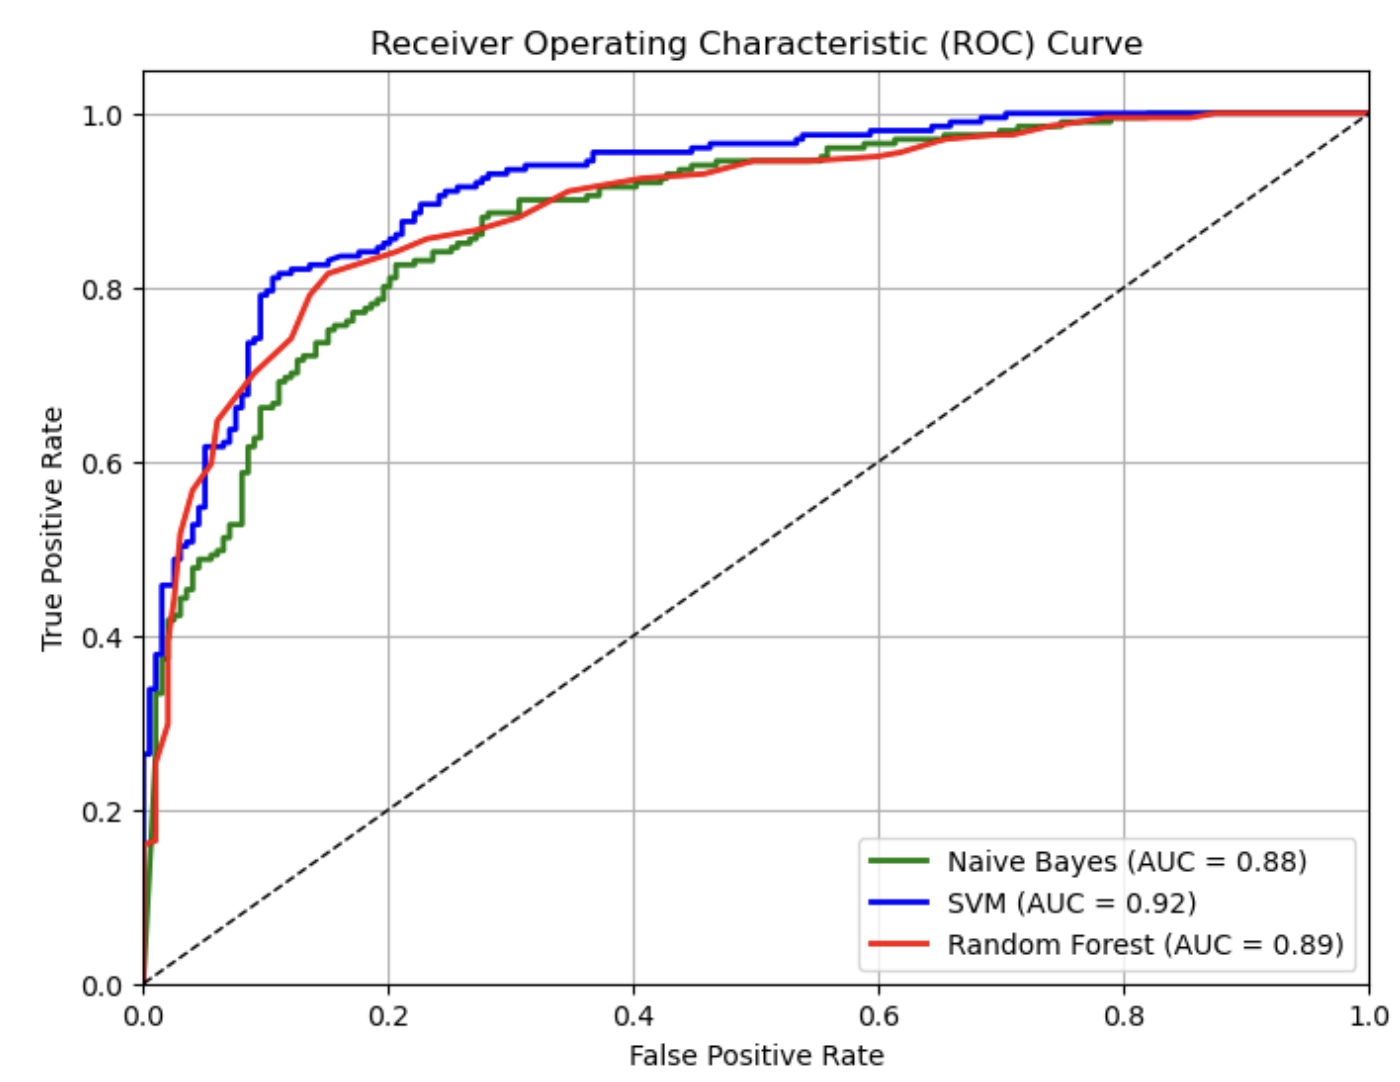 Receiver Operating Characteristic (ROC) Curve
1.0
0.8
0.6
0.4
0.2
0.0
True Positive Rate
Naive Bayes (AUC = 0.88)
SVM (AUC = 0.92)
Random Forest (AUC = 0.89)
0.0 0.2 0.4 0.6 0.8 1.0
False Positive Rate